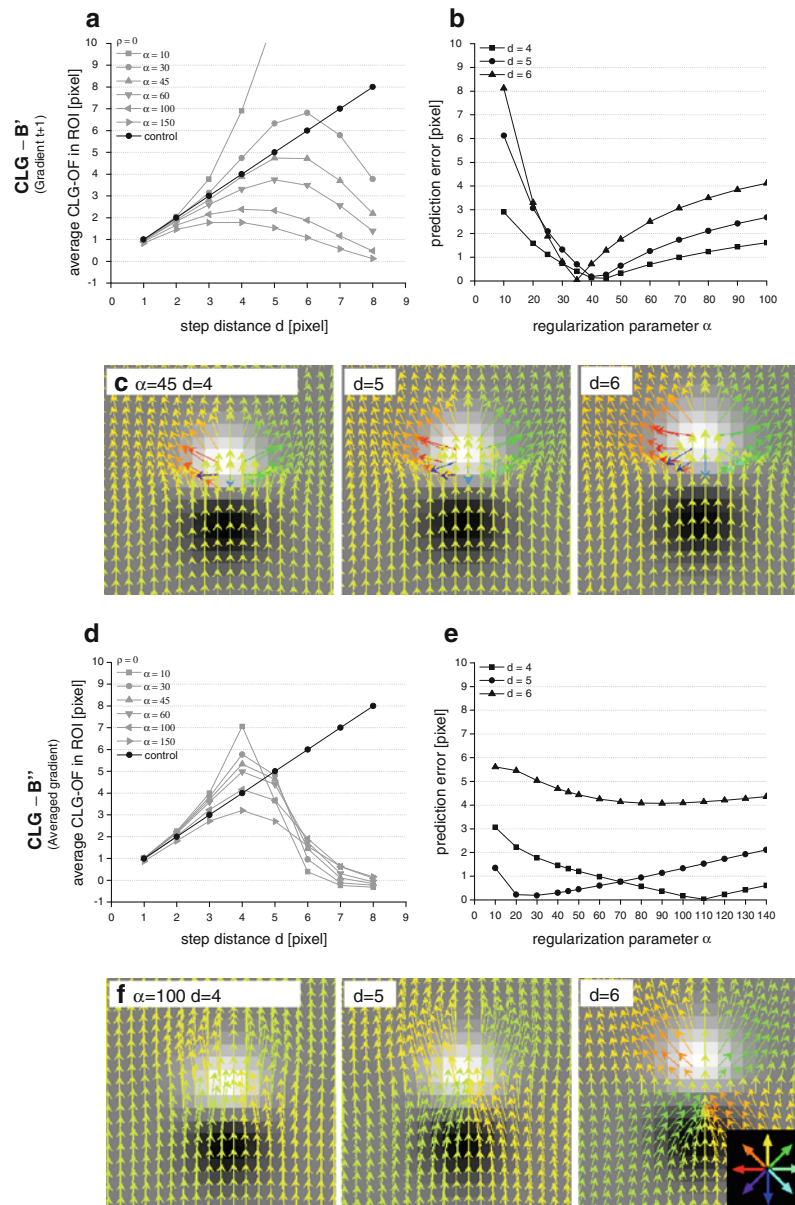 a
b
CLG – B'
(Gradient t+1)
average CLG-OF in ROI [pixel]
10
9
8
7
6
5
4
3
2
1
0
-1
ρ = 0
α = 10
α = 30
α = 45
α = 60
α = 100
α = 150
control
0 1 2 3 4 5 6 7 8 9
step distance d [pixel]
prediction error [pixel]
10
9
8
7
6
5
4
3
2
1
0
d = 4
d = 5
d = 6
0 10 20 30 40 50 60 70 80 90 100
regularization parameter α
c α=45 d=4
d=5
d=6
d
e
CLG – B''
(Averaged gradient)
average CLG-OF in ROI [pixel]
10
9
8
7
6
5
4
3
2
1
0
-1
ρ = 0
α = 10
α = 30
α = 45
α = 60
α = 100
α = 150
control
0 1 2 3 4 5 6 7 8 9
step distance d [pixel]
prediction error [pixel]
10
9
8
7
6
5
4
3
2
1
0
d = 4
d = 5
d = 6
0 10 20 30 40 50 60 70 80 90 100 110 120 130 140
regularization parameter α
f α=100 d=4
d=5
d=6